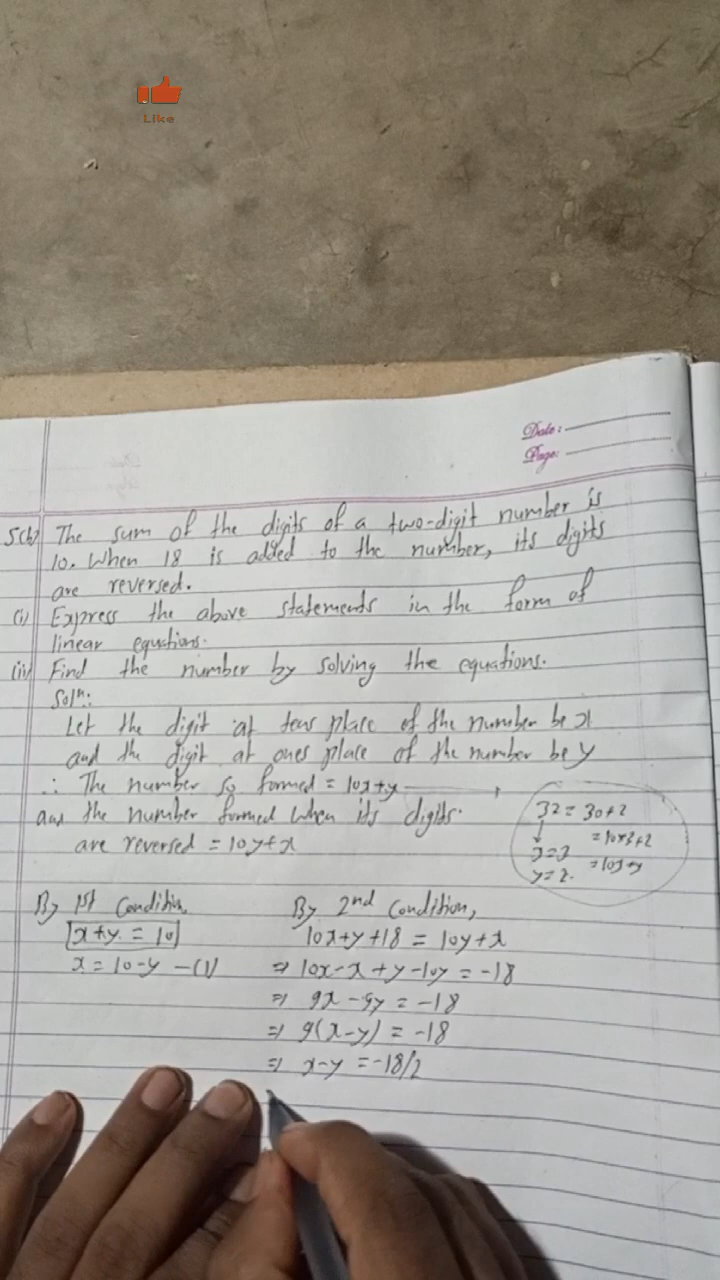 Like
Date:
Page:
5(b) The sum of the digits of a two-digit number is
10. When 18 is added to the number, its digits
are reversed.
(i) Express the above statements in the form of
linear equations.
(ii) Find the number by solving the equations.
Solⁿ:
Let the digit at tens place of the number be x
and the digit at ones place of the number be y
∴ The number so formed = 10x+y
and the number formed when its digits
are reversed = 10y+x
32 = 30+2
= 10×3+2
= 10x+y
x=3
y=2.
By 1st Condition
x+y = 10
x = 10-y -(1)
By 2nd Condition,
10x+y+18 = 10y+x
⇒ 10x-x+y-10y = -18
⇒ 9x-9y = -18
⇒ 9(x-y) = -18
⇒ x-y = -18/2